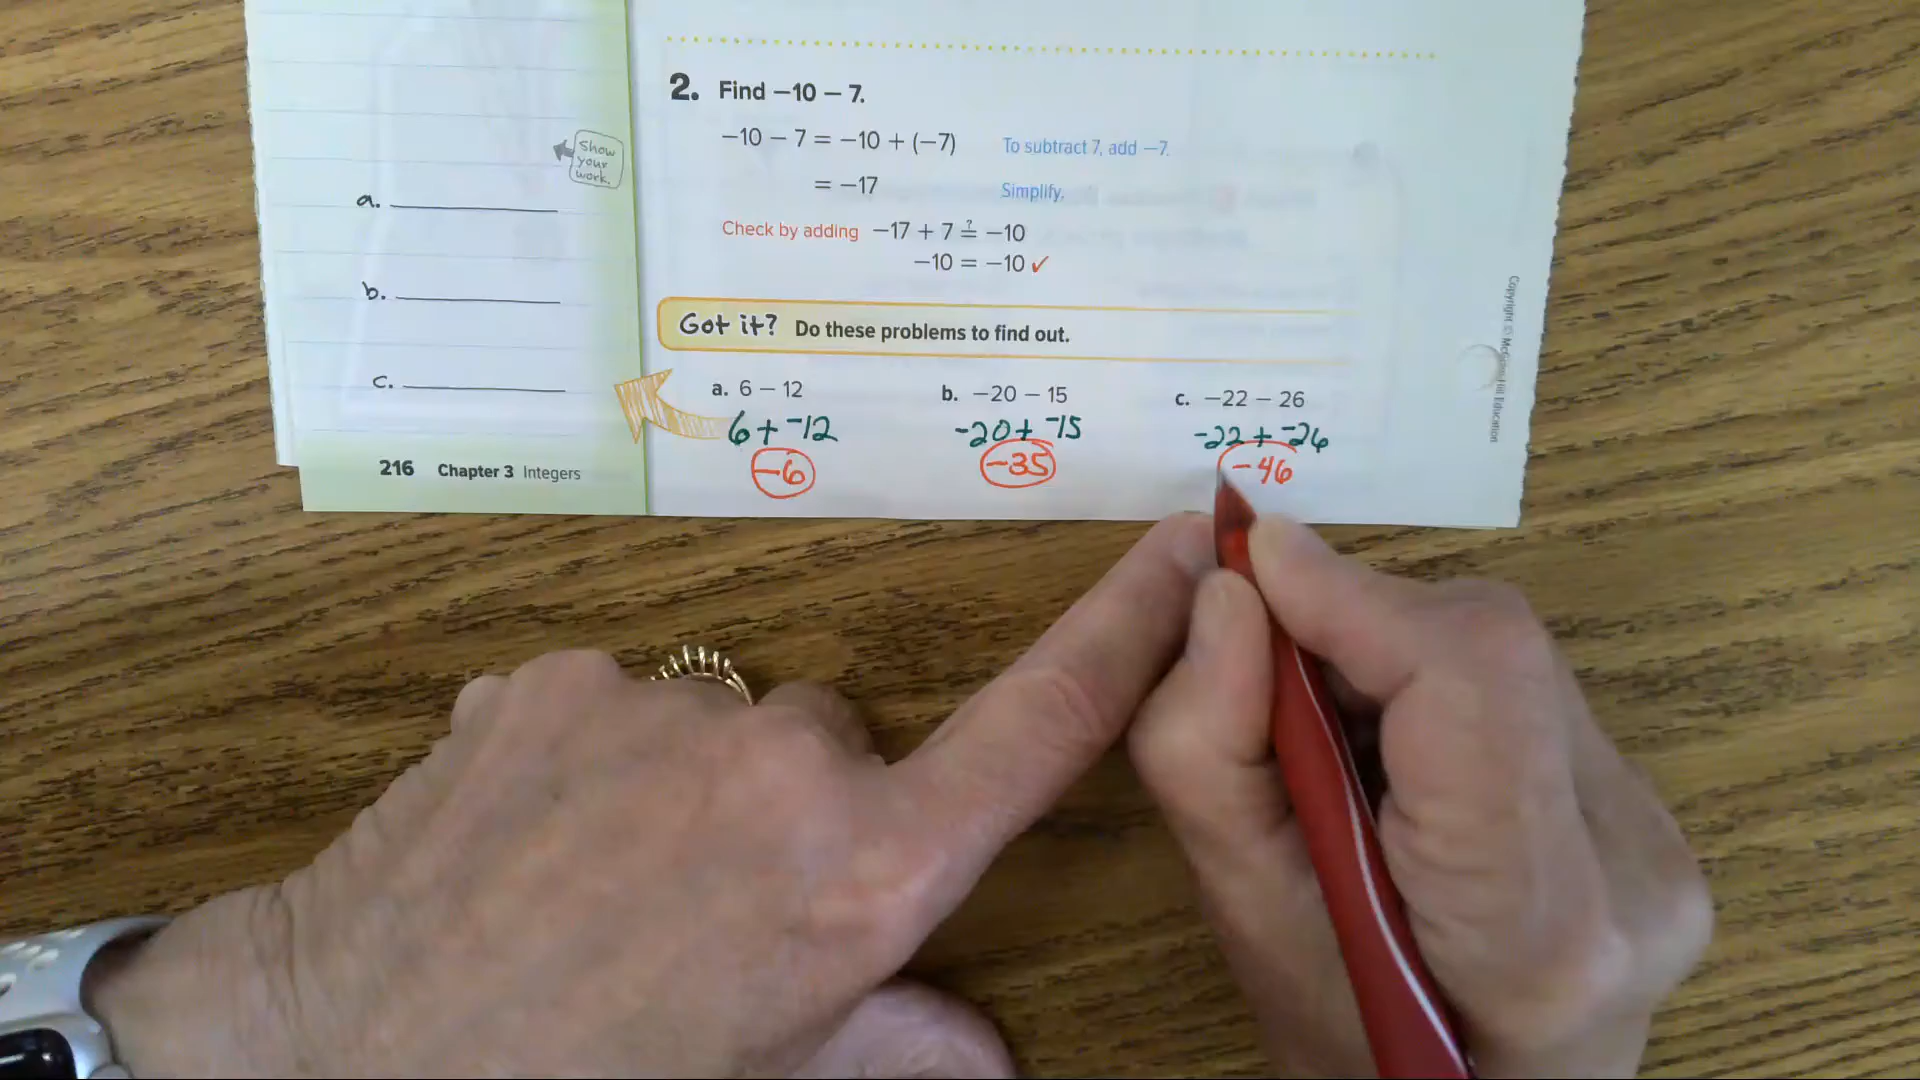 2. Find −10 − 7.
−10 − 7 = −10 + (−7) To subtract 7, add −7.
= −17 Simplify.
Check by adding −17 + 7 ≟ −10
−10 = −10 ✓
Show
your
work.
a.
b.
c.
Got it? Do these problems to find out.
a. 6 − 12 b. −20 − 15 c. −22 − 26
6 + −12 −20 + −15 −22 + −26
−6 −35 −46
216 Chapter 3 Integers
Copyright © McGraw-Hill Education